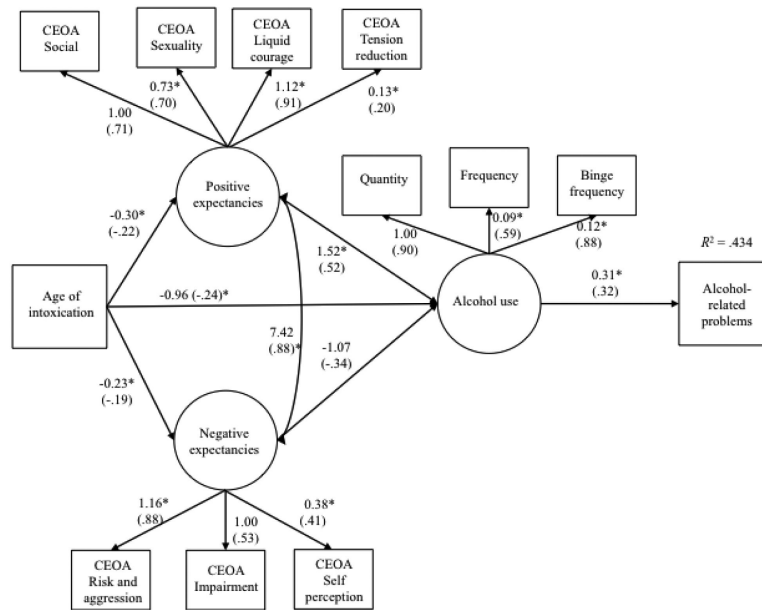 CEOA
Social
CEOA
Sexuality
CEOA
Liquid
courage
CEOA
Tension
reduction
1.00
(.71)
0.73*
(.70)
1.12*
(.91)
0.13*
(.20)
Positive
expectancies
Quantity
Frequency
Binge
frequency
1.00
(.90)
0.09*
(.59)
0.12*
(.88)
-0.30*
(-.22)
1.52*
(.52)
R² = .434
Age of
intoxication
-0.96 (-.24)*
Alcohol use
0.31*
(.32)
Alcohol-
related
problems
7.42
(.88)*
-1.07
(-.34)
-0.23*
(-.19)
Negative
expectancies
1.16*
(.88)
1.00
(.53)
0.38*
(.41)
CEOA
Risk and
aggression
CEOA
Impairment
CEOA
Self
perception